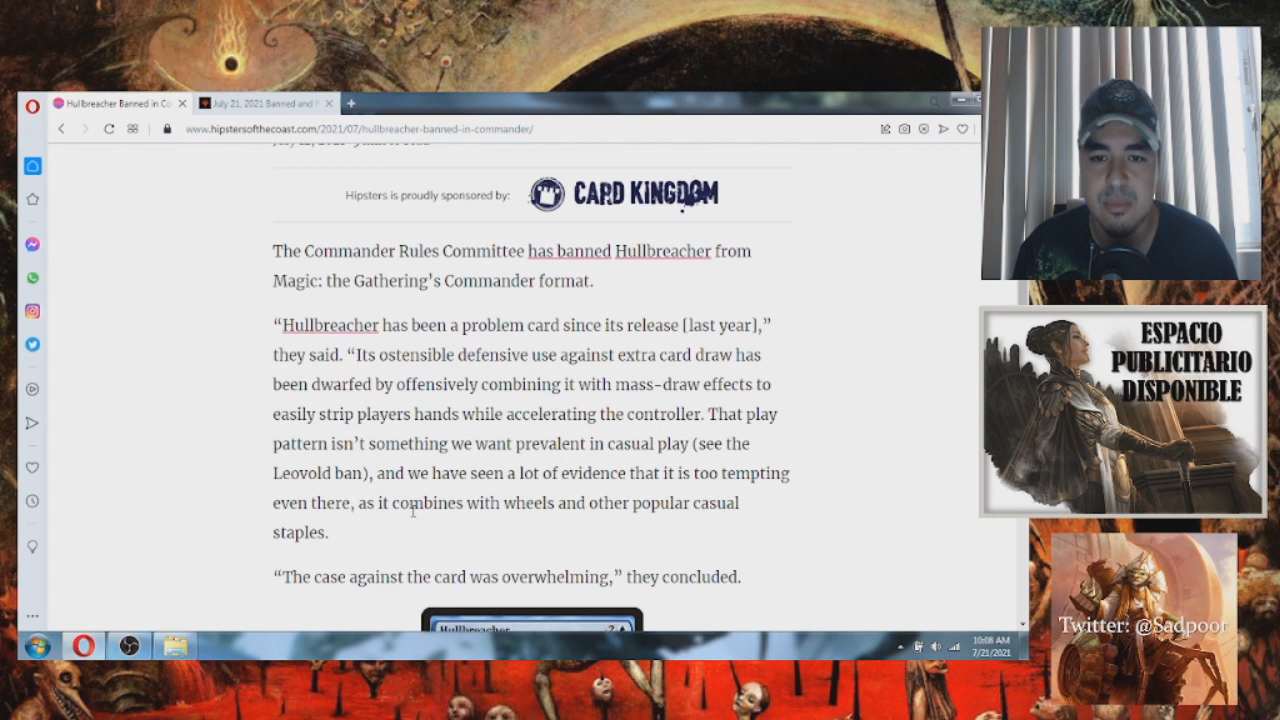 Hullbreacher Banned in Co
July 21, 2021 Banned and R
www.hipstersofthecoast.com/2021/07/hullbreacher-banned-in-commander/
Hipsters is proudly sponsored by:
CARD KINGDOM
The Commander Rules Committee has banned Hullbreacher from
Magic: the Gathering’s Commander format.
“Hullbreacher has been a problem card since its release [last year],”
they said. “Its ostensible defensive use against extra card draw has
been dwarfed by offensively combining it with mass-draw effects to
easily strip players hands while accelerating the controller. That play
pattern isn’t something we want prevalent in casual play (see the
Leovold ban), and we have seen a lot of evidence that it is too tempting
even there, as it combines with wheels and other popular casual
staples.
“The case against the card was overwhelming,” they concluded.
Hullbreacher
10:08 AM
7/21/2021
ESPACIO
PUBLICITARIO
DISPONIBLE
Twitter: @Sadpoor